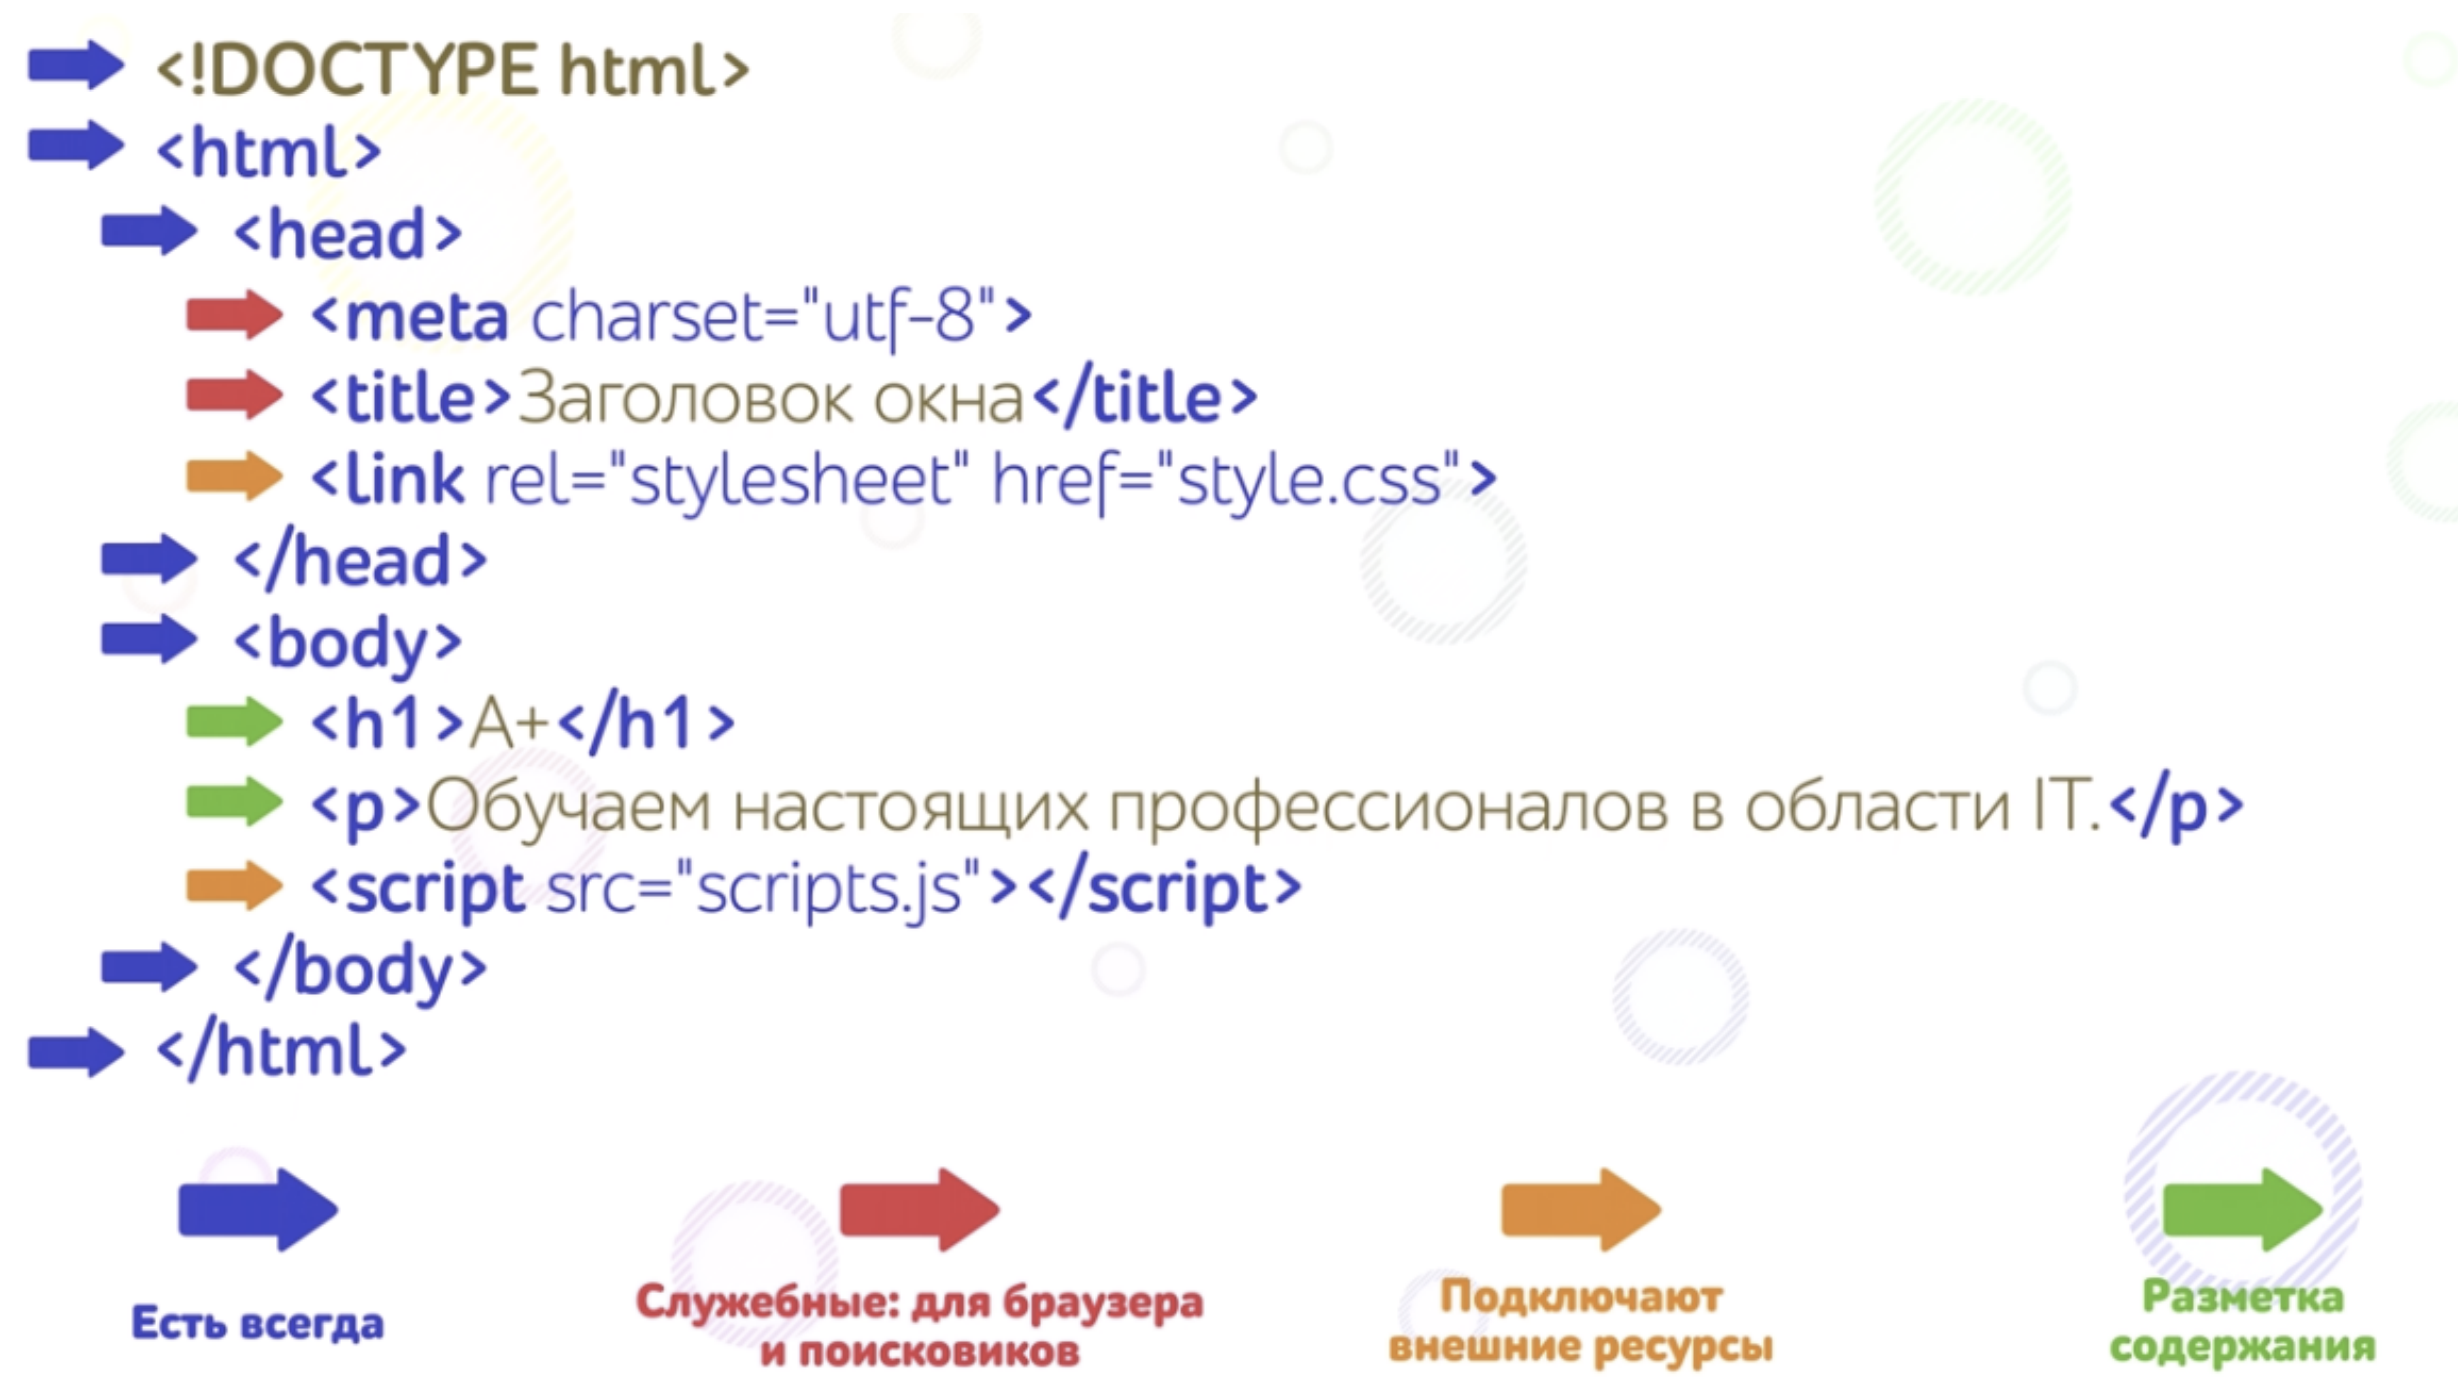 <!DOCTYPE html>
<html>
<head>
<meta charset="utf-8">
<title>Заголовок окна</title>
<link rel="stylesheet" href="style.css">
</head>
<body>
<h1>A+</h1>
<p>Обучаем настоящих профессионалов в области IT.</p>
<script src="scripts.js"></script>
</body>
</html>
Есть всегда
Служебные: для браузера
и поисковиков
Подключают
внешние ресурсы
Разметка
содержания